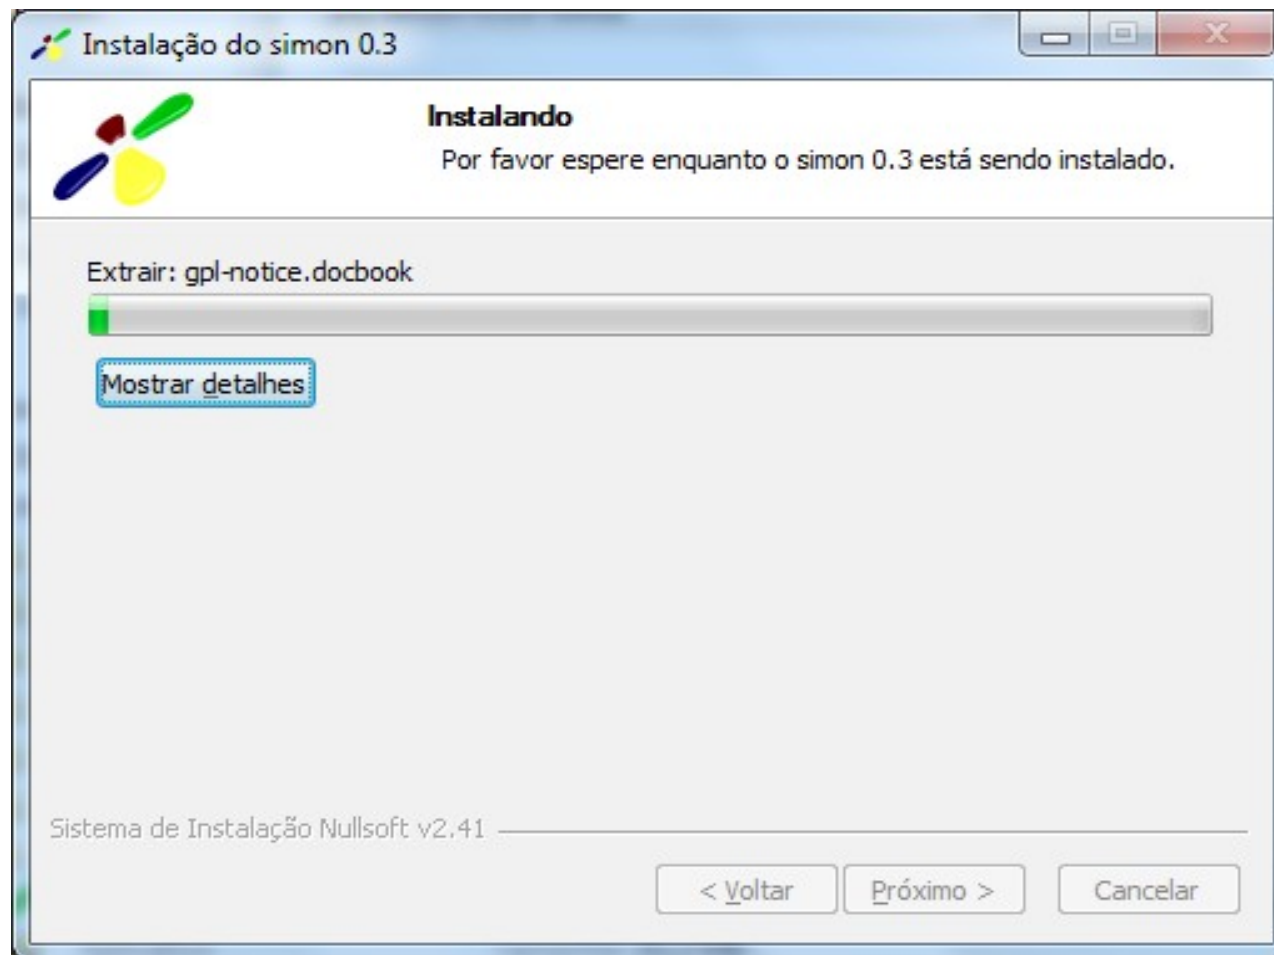 Instalação do simon 0.3
Instalando
Por favor espere enquanto o simon 0.3 está sendo instalado.
Extrair: gpl-notice.docbook
Mostrar detalhes
Sistema de Instalação Nullsoft v2.41
< Voltar Próximo > Cancelar